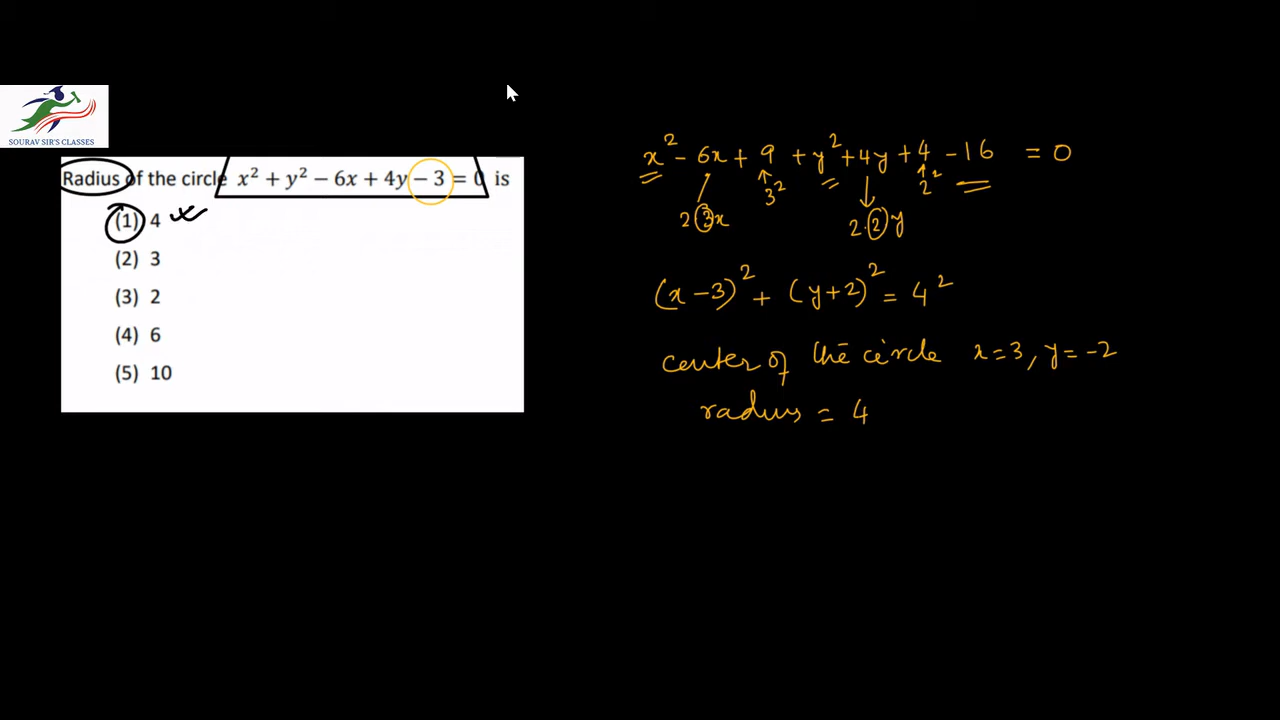 SOURAV SIR'S CLASSES
Radius of the circle x² + y² − 6x + 4y − 3 = 0 is
(1) 4
(2) 3
(3) 2
(4) 6
(5) 10
x² − 6x + 9 + y² + 4y + 4 − 16 = 0
3² 2²
2 3x 2·2y
(x − 3)² + (y + 2)² = 4²
center of the circle x = 3, y = −2
radius = 4